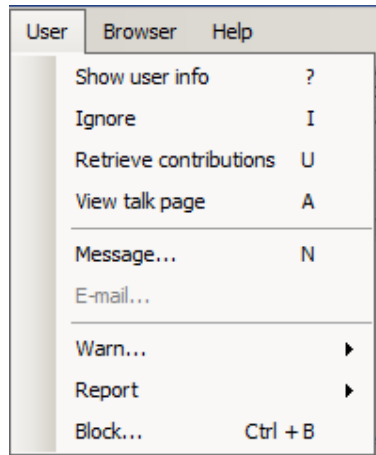 User Browser Help
Show user info ?
Ignore I
Retrieve contributions U
View talk page A
Message... N
E-mail...
Warn...
Report
Block... Ctrl + B